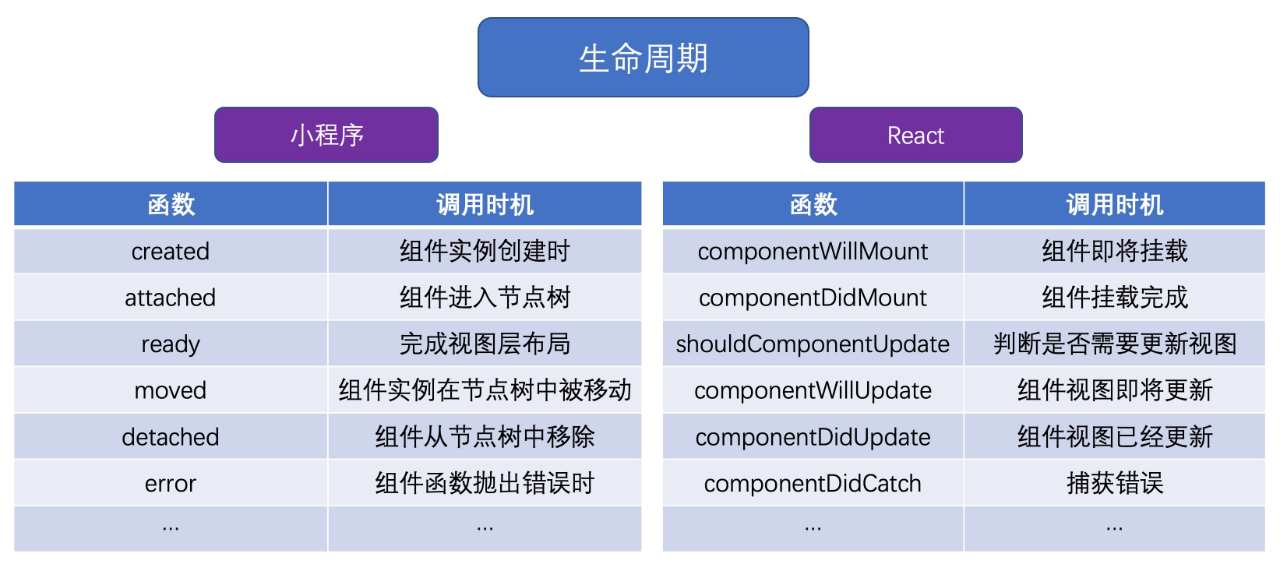 生命周期
小程序
React
函数 调用时机
created 组件实例创建时
attached 组件进入节点树
ready 完成视图层布局
moved 组件实例在节点树中被移动
detached 组件从节点树中移除
error 组件函数抛出错误时
... ...
函数 调用时机
componentWillMount 组件即将挂载
componentDidMount 组件挂载完成
shouldComponentUpdate 判断是否需要更新视图
componentWillUpdate 组件视图即将更新
componentDidUpdate 组件视图已经更新
componentDidCatch 捕获错误
... ...